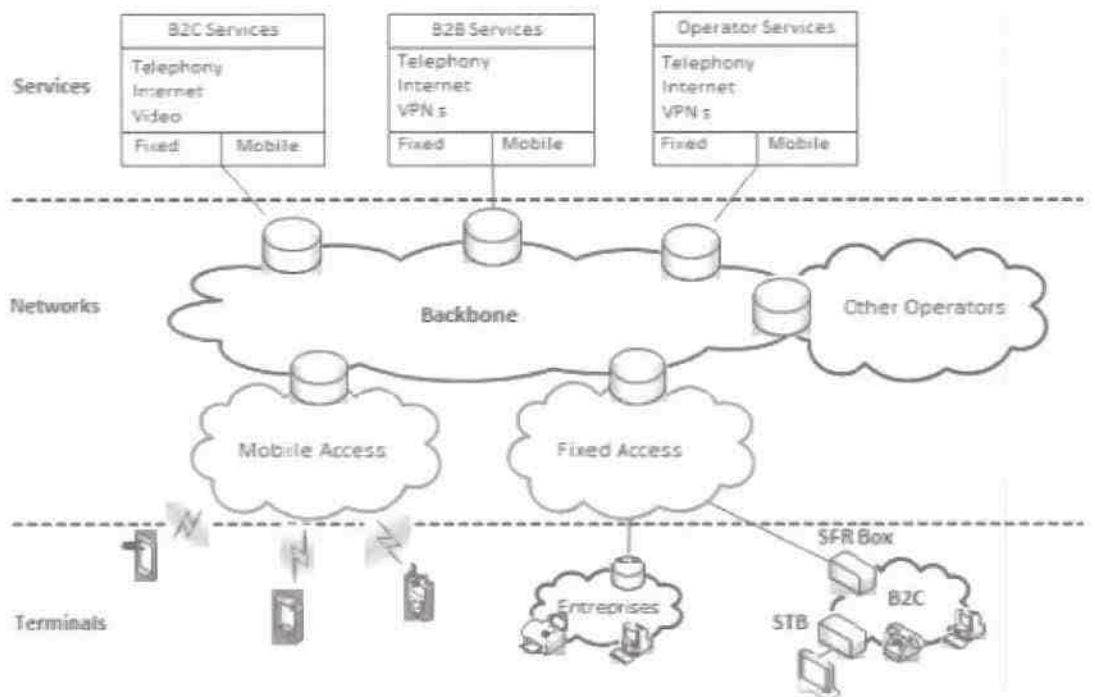 B2C Services
B2B Services
Operator Services
Services
Telephony
Internet
Video
Telephony
Internet
VPN s
Telephony
Internet
VPN s
Fixed Mobile
Fixed Mobile
Fixed Mobile
Networks
Backbone
Other Operators
Mobile Access
Fixed Access
SFR Box
Entreprises
B2C
STB
Terminals